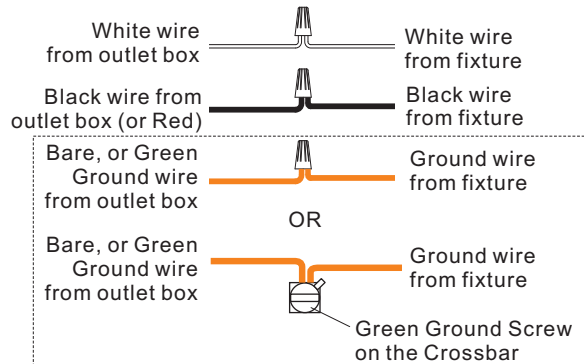 White wire
from outlet box
White wire
from fixture
Black wire from
outlet box (or Red)
Black wire
from fixture
Bare, or Green
Ground wire
from outlet box
Ground wire
from fixture
OR
Bare, or Green
Ground wire
from outlet box
Ground wire
from fixture
Green Ground Screw
on the Crossbar